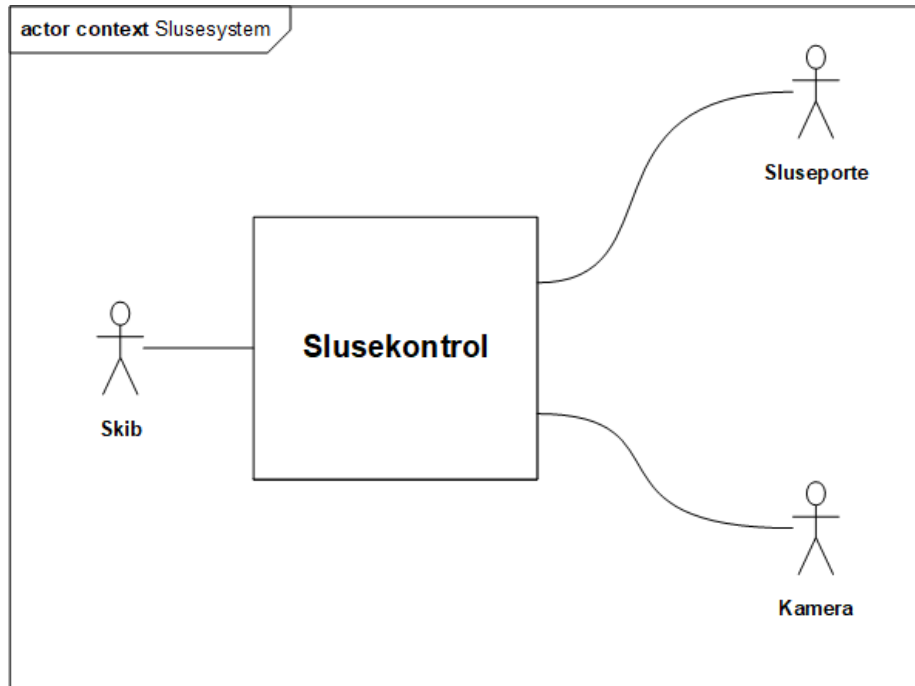 actor context Slusesystem
Sluseporte
Slusekontrol
Skib
Kamera